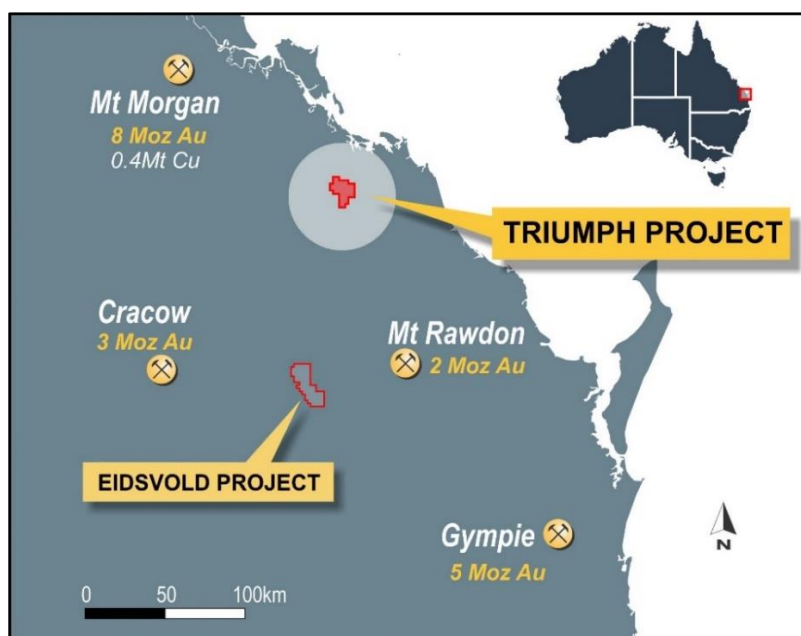 Mt Morgan
8 Moz Au
0.4Mt Cu
TRIUMPH PROJECT
Cracow
3 Moz Au
Mt Rawdon
2 Moz Au
EIDSVOLD PROJECT
Gympie
5 Moz Au
N
0 50 100km